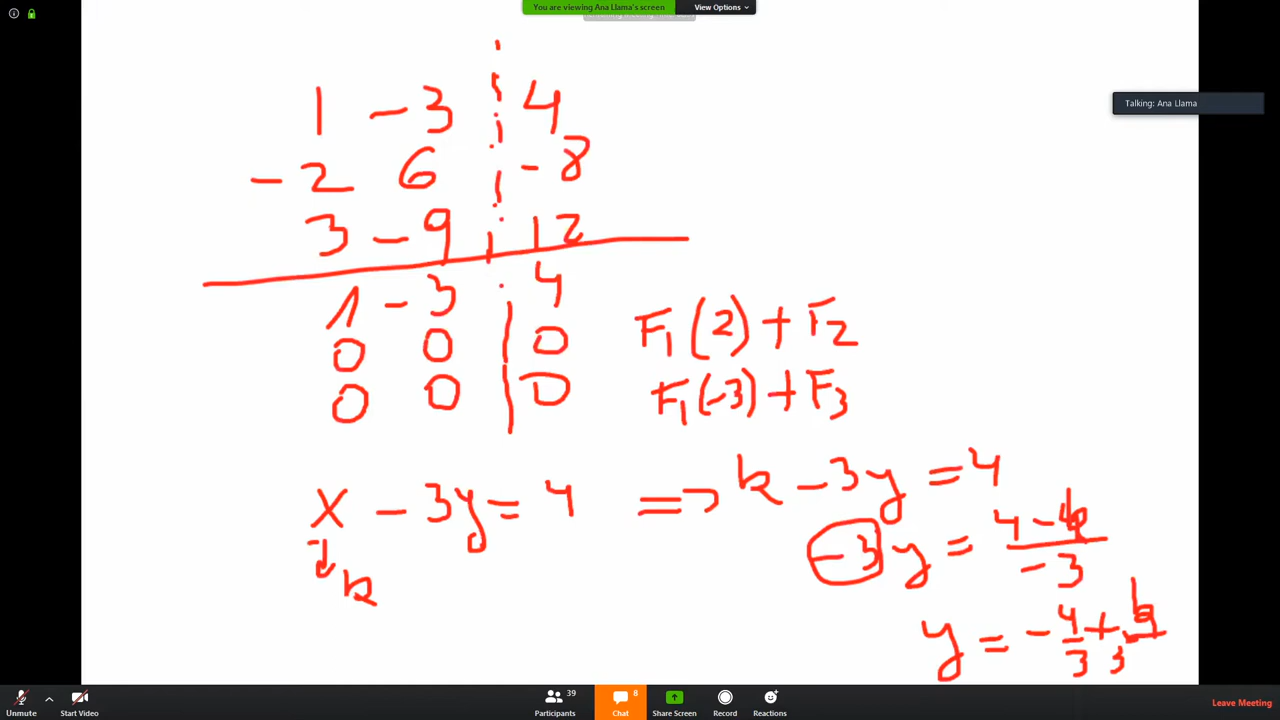 You are viewing Ana Llama's screen View Options
Talking: Ana Llama
1 -3 4
-2 6 -8
3 -9 12
1 -3 4
0 0 0 F₁(2)+F₂
0 0 0 F₁(-3)+F₃
x - 3y = 4 => k - 3y = 4
k
-3y = 4-k / -3
y = -4/3 + k/3
Unmute Start Video 39 Participants 8 Chat Share Screen Record Reactions Leave Meeting